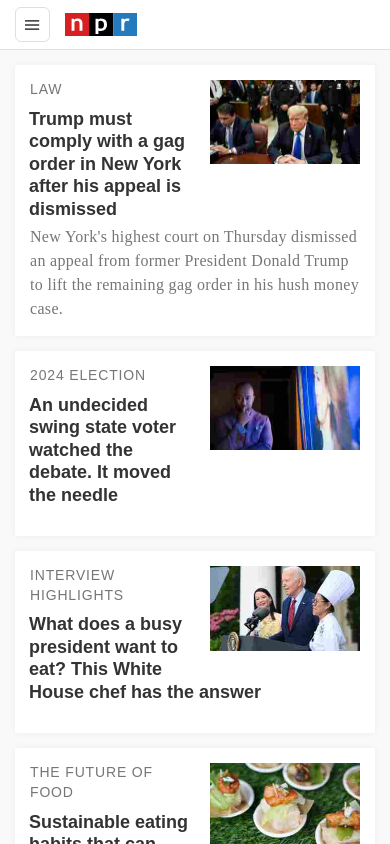 npr
LAW
Trump must
comply with a gag
order in New York
after his appeal is
dismissed
New York's highest court on Thursday dismissed
an appeal from former President Donald Trump
to lift the remaining gag order in his hush money
case.
2024 ELECTION
An undecided
swing state voter
watched the
debate. It moved
the needle
INTERVIEW
HIGHLIGHTS
What does a busy
president want to
eat? This White
House chef has the answer
THE FUTURE OF
FOOD
Sustainable eating
habits that can